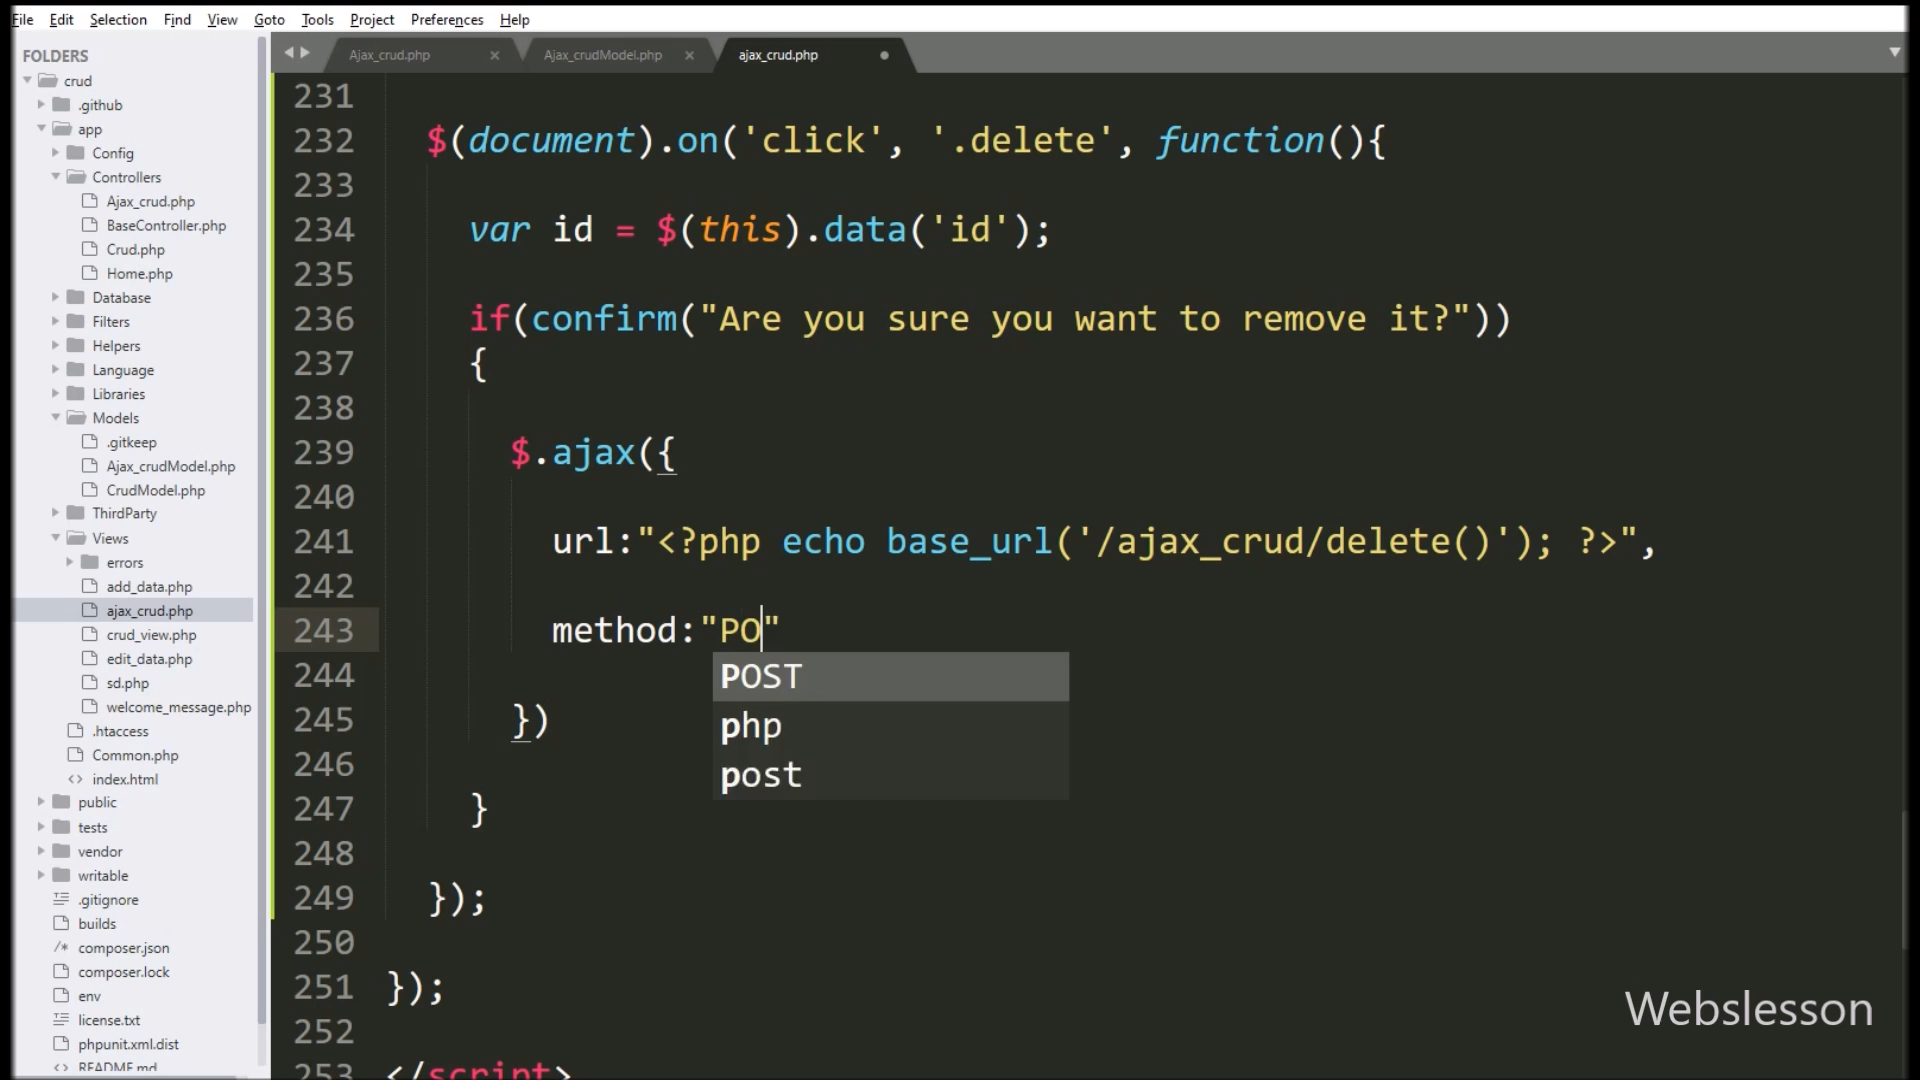 File Edit Selection Find View Goto Tools Project Preferences Help
FOLDERS
crud
.github
app
Config
Controllers
Ajax_crud.php
BaseController.php
Crud.php
Home.php
Database
Filters
Helpers
Language
Libraries
Models
.gitkeep
Ajax_crudModel.php
CrudModel.php
ThirdParty
Views
errors
add_data.php
ajax_crud.php
crud_view.php
edit_data.php
sd.php
welcome_message.php
.htaccess
Common.php
<> index.html
public
tests
vendor
writable
.gitignore
builds
/* composer.json
composer.lock
env
license.txt
phpunit.xml.dist
<> README.md
Ajax_crud.php × Ajax_crudModel.php × ajax_crud.php
231
232 $(document).on('click', '.delete', function(){
233
234 var id = $(this).data('id');
235
236 if(confirm("Are you sure you want to remove it?"))
237 {
238
239 $.ajax({
240
241 url:"<?php echo base_url('/ajax_crud/delete()'); ?>",
242
243 method:"PO"
POST
php
post
244
245 })
246
247 }
248
249 });
250
251 });
252
253 </script>
Webslesson